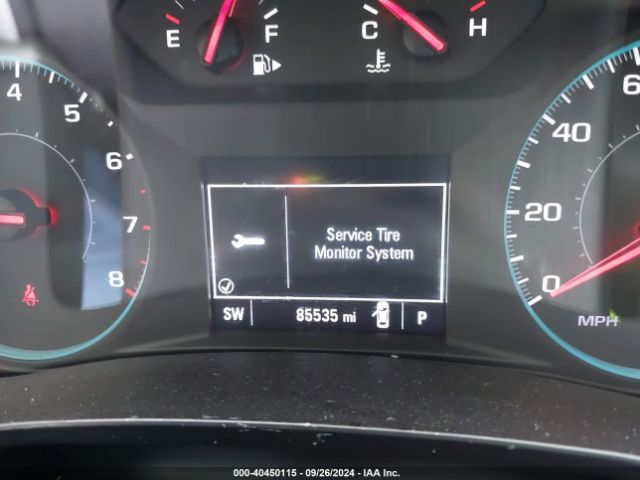 E F
C H
4
5
6
7
8
Service Tire
Monitor System
SW 85535 mi P
60
40
20
0
MPH
000-40450115 - 09/26/2024 - IAA Inc.